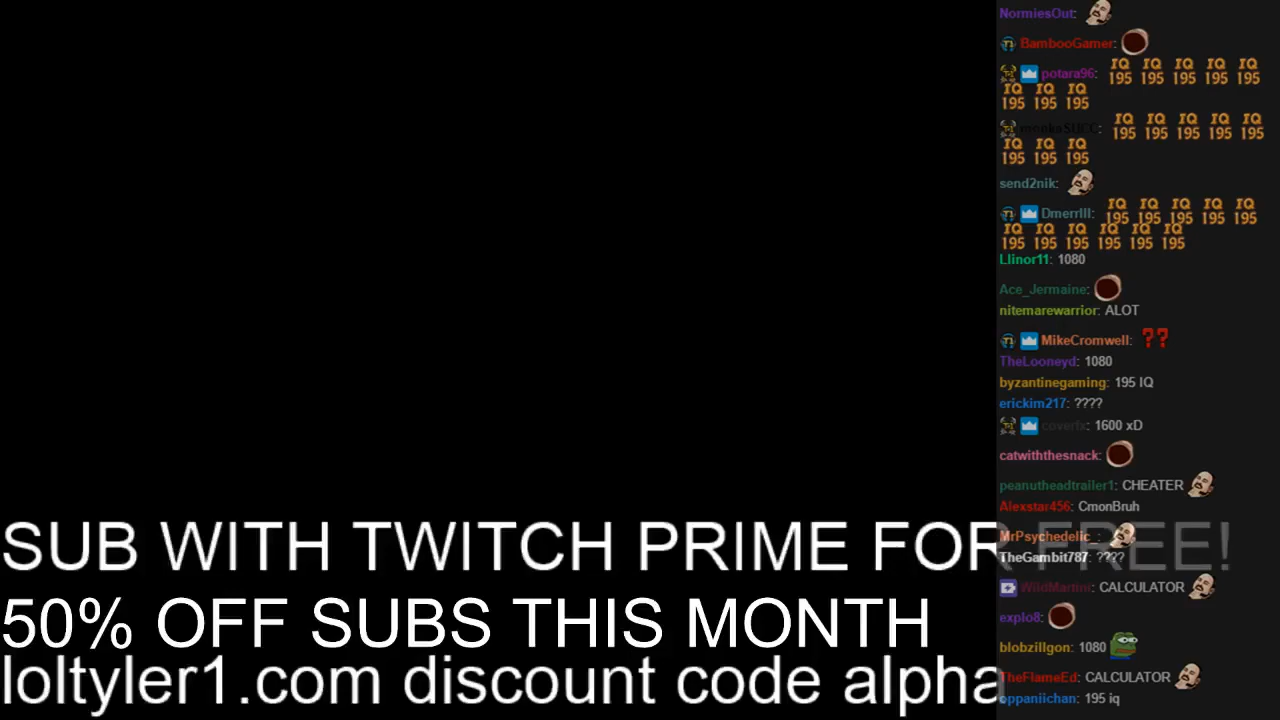 NormiesOut:
BambooGamer:
potara96: IQ 195 IQ 195 IQ 195 IQ 195 IQ 195
IQ 195 IQ 195 IQ 195
: IQ 195 IQ 195 IQ 195 IQ 195 IQ 195
IQ 195 IQ 195 IQ 195
send2nik:
T1 Dmerrlll: IQ 195 IQ 195 IQ 195 IQ 195 IQ 195
IQ 195 IQ 195 IQ 195 IQ 195 IQ 195 IQ 195
Llinor11: 1080
Ace_Jermaine:
nitemarewarrior: ALOT
T1 MikeCromwell: ??
TheLooneyd: 1080
byzantinegaming: 195 IQ
erickim217: ????
coverfx: 1600 xD
catwiththesnack:
peanutheadtrailer1: CHEATER
Alexstar456: CmonBruh
MrPsychedelic_:
TheGambit787: ????
WildMartini: CALCULATOR
explo8:
blobzillgon: 1080
TheFlameEd: CALCULATOR
oppaniichan: 195 iq
SUB WITH TWITCH PRIME FOR FREE!
50% OFF SUBS THIS MONTH
loltyler1.com discount code alpha